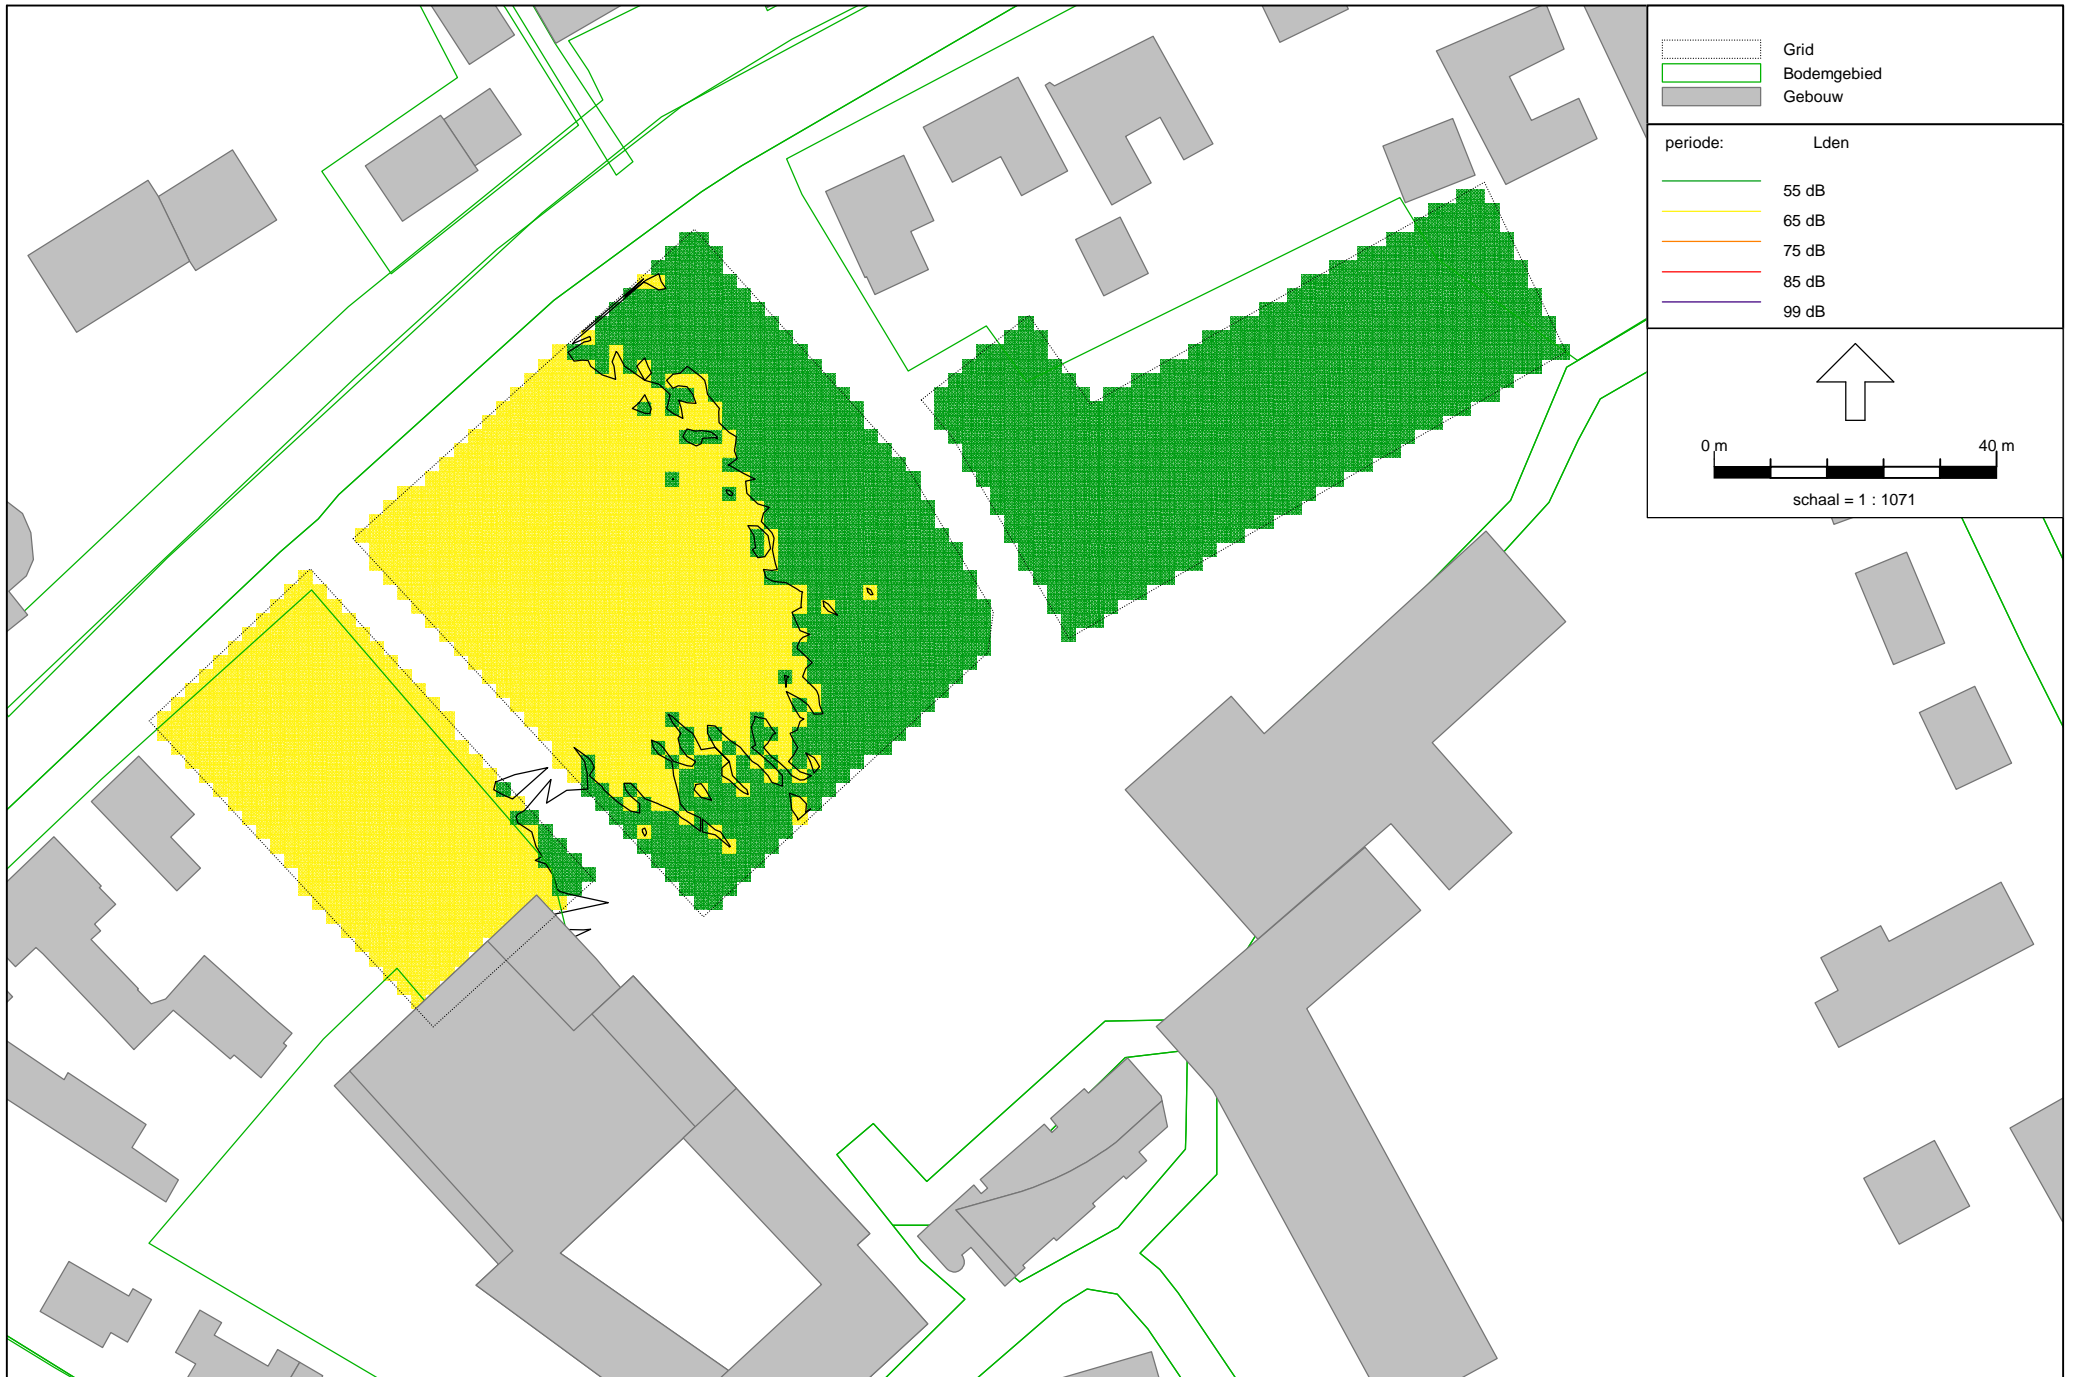 Grid
Bodemgebied
Gebouw
periode: Lden
55 dB
65 dB
75 dB
85 dB
99 dB
0 m 40 m
schaal = 1 : 1071